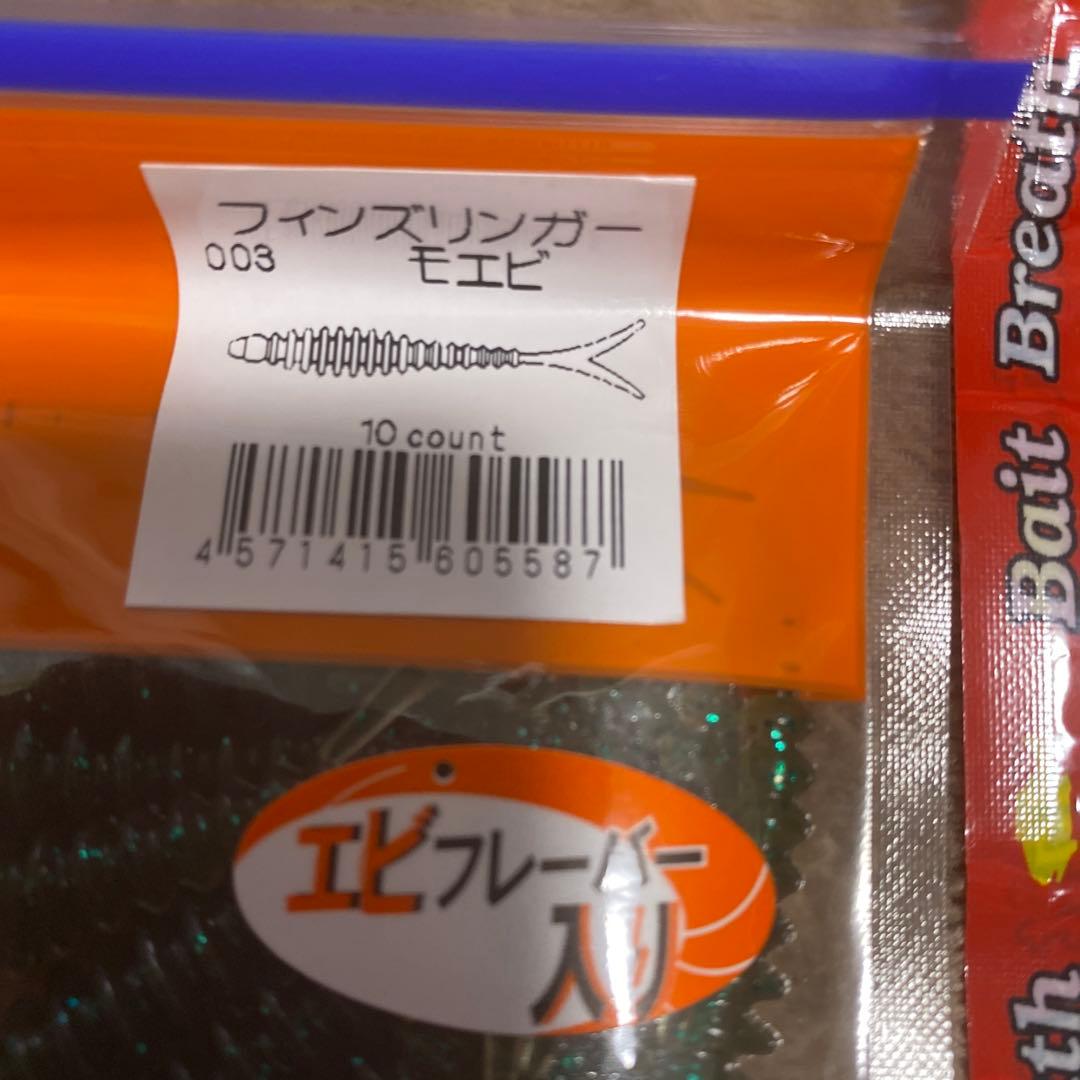 フィンズリンガー
003 モエビ
10 count
4 571415 605587
エビフレーバー
入り
Bait Breath
th